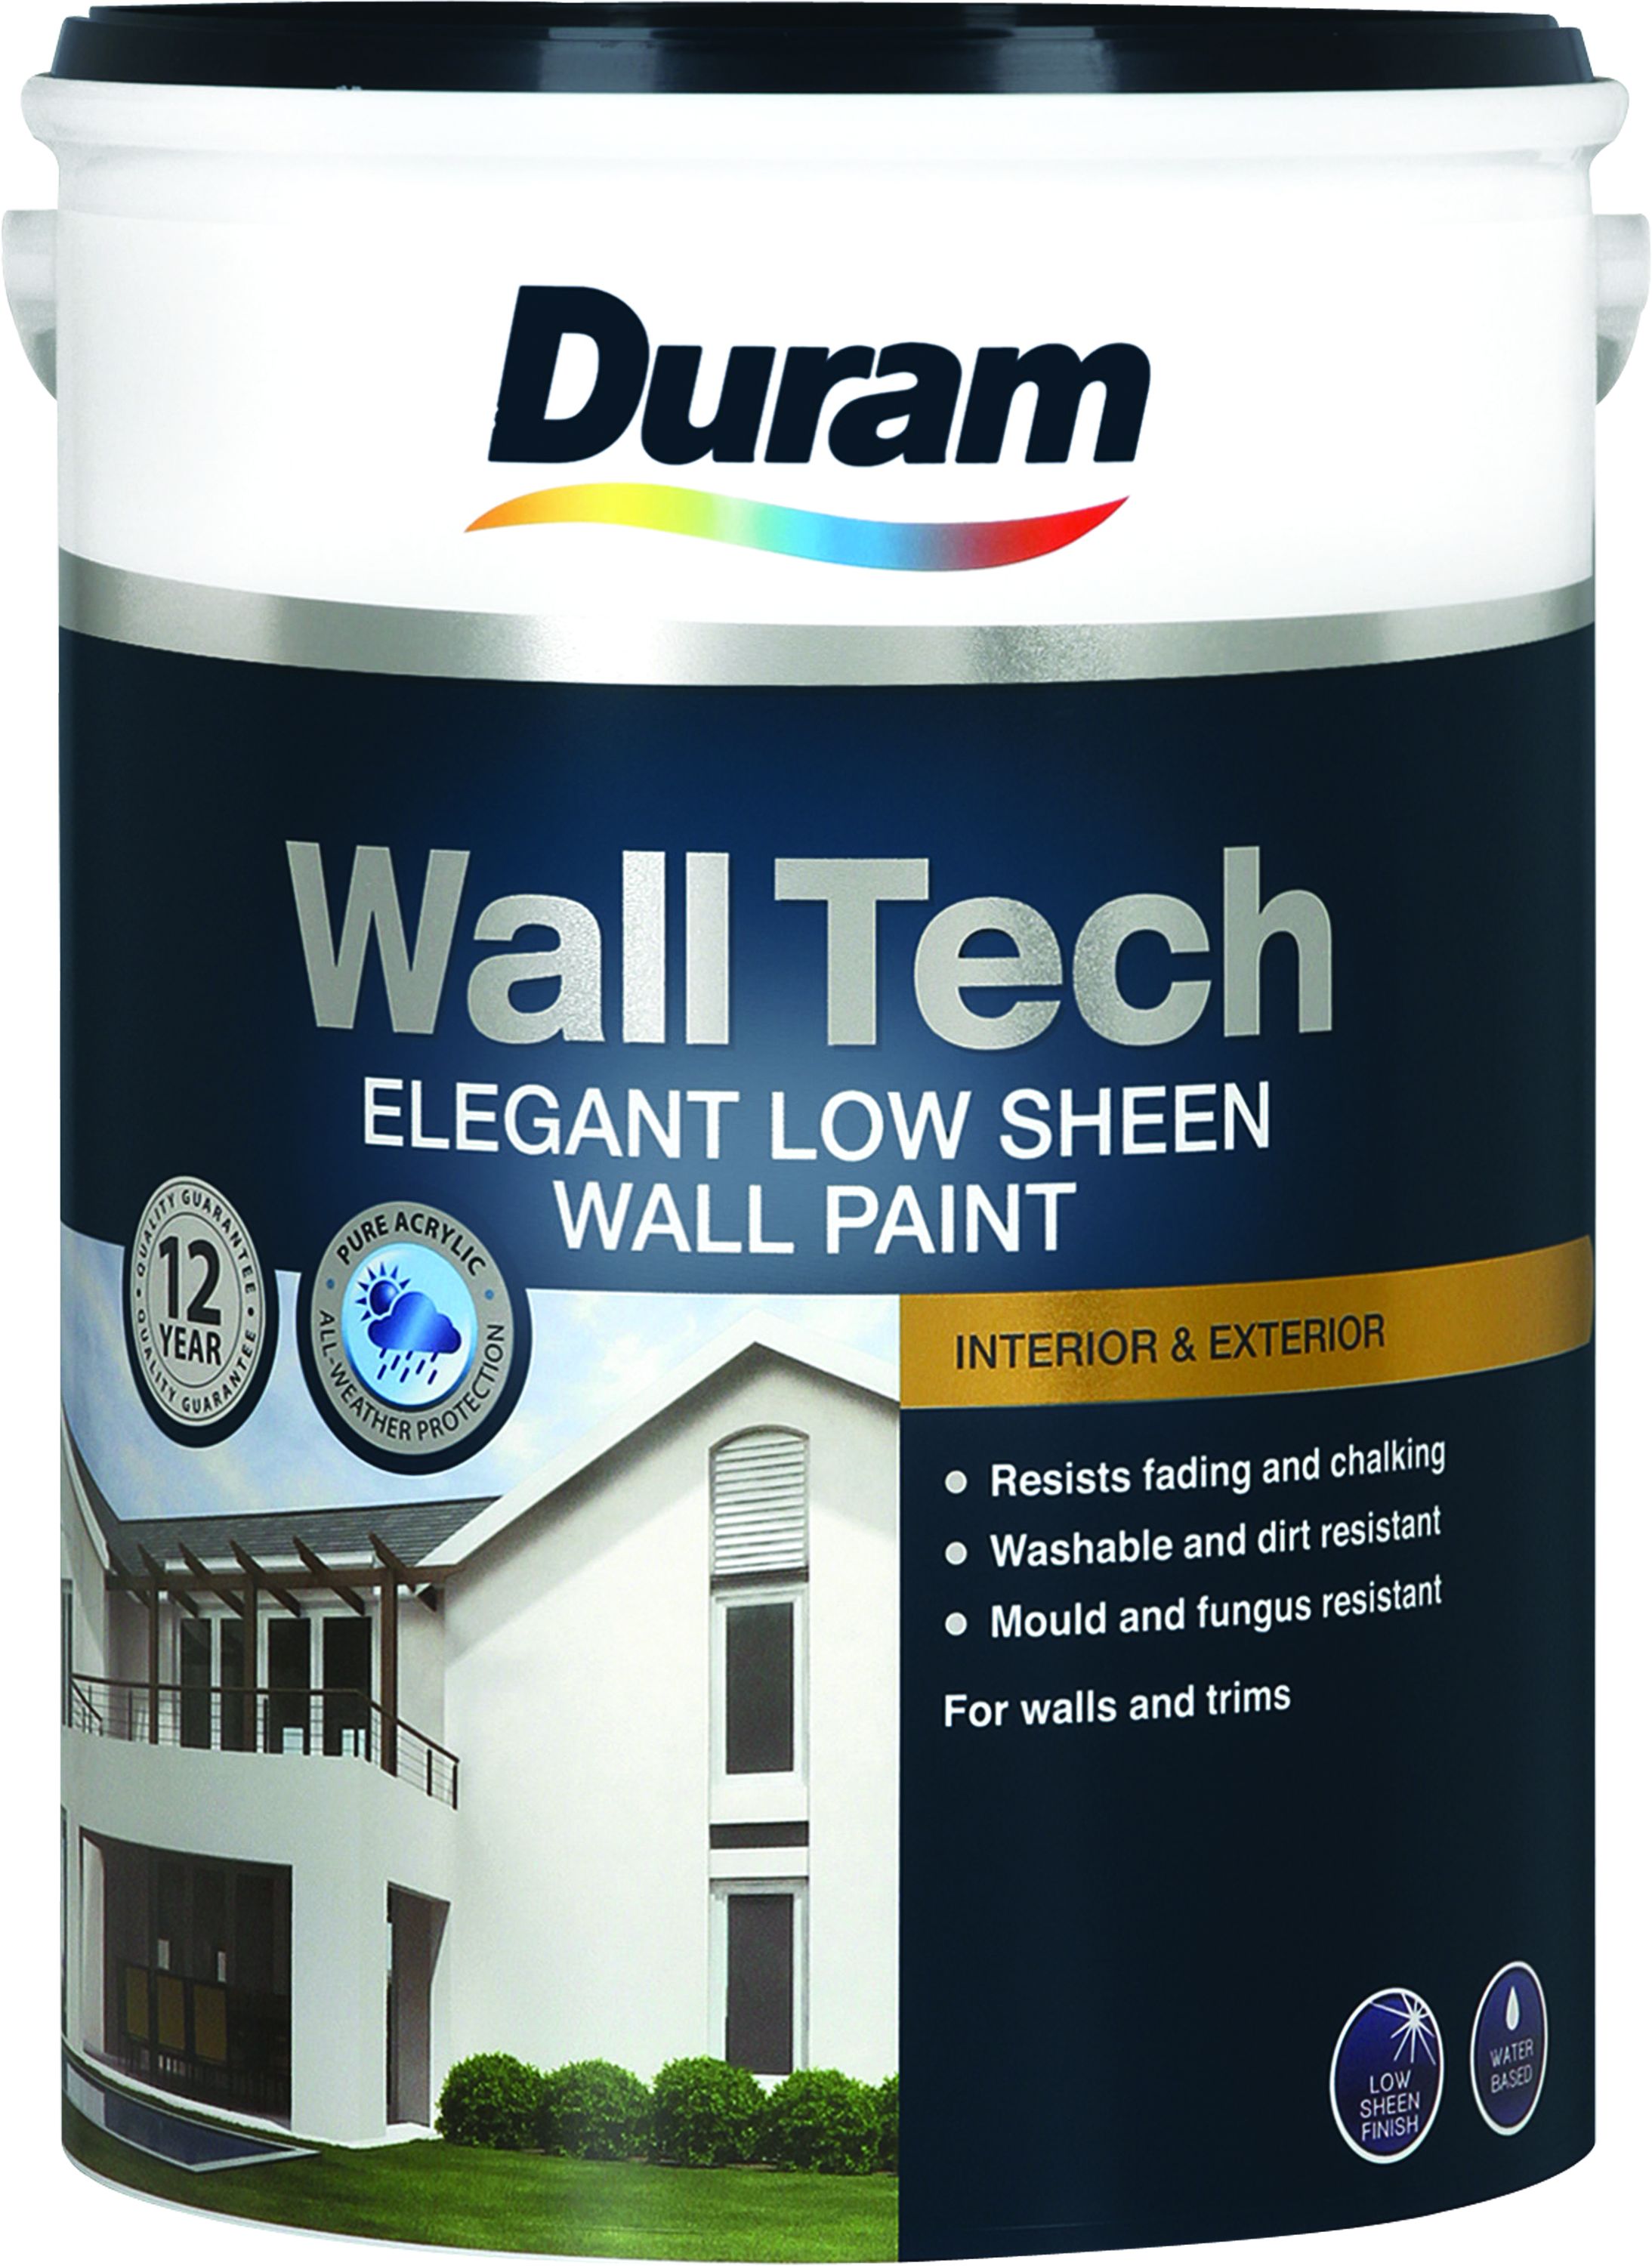 Duram
Wall Tech
ELEGANT LOW SHEEN
WALL PAINT
QUALITY GUARANTEE
12
YEAR
QUALITY GUARANTEE
PURE ACRYLIC
ALL-WEATHER PROTECTION
INTERIOR & EXTERIOR
Resists fading and chalking
Washable and dirt resistant
Mould and fungus resistant
For walls and trims
LOW
SHEEN
FINISH
WATER
BASED